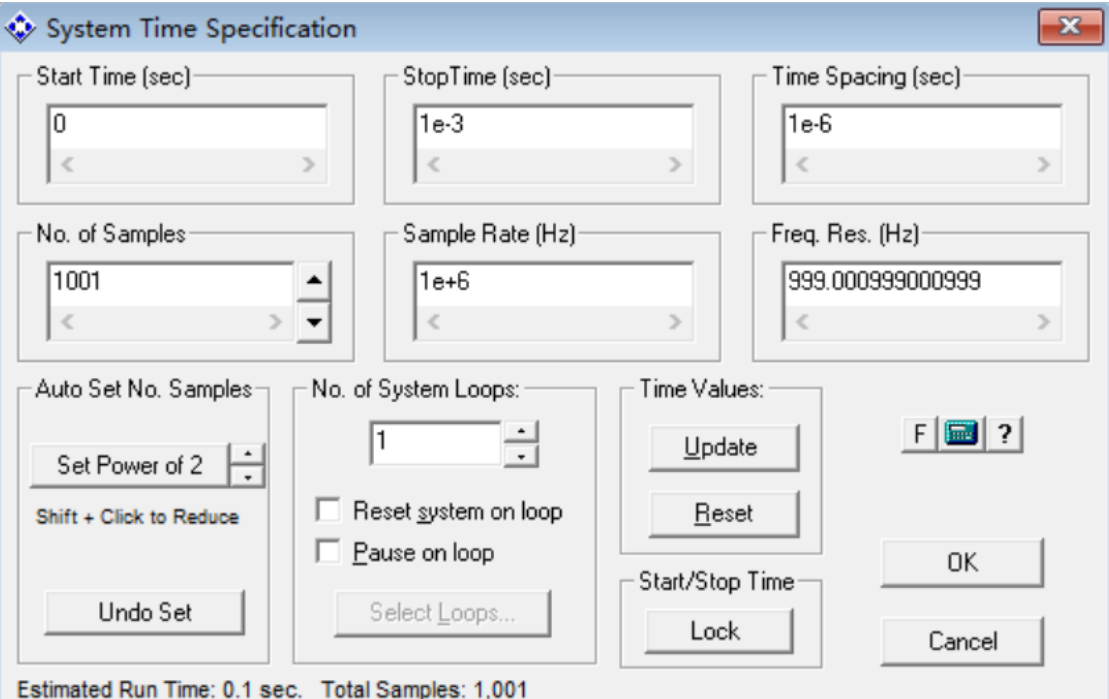 System Time Specification
Start Time (sec)
StopTime (sec)
Time Spacing (sec)
0
1e-3
1e-6
No. of Samples
Sample Rate (Hz)
Freq. Res. (Hz)
1001
1e+6
999.000999000999
Auto Set No. Samples
No. of System Loops:
Time Values:
1
Update
F
?
Set Power of 2
Shift + Click to Reduce
Reset system on loop
Reset
Pause on loop
OK
Start/Stop Time
Undo Set
Select Loops...
Lock
Cancel
Estimated Run Time: 0.1 sec. Total Samples: 1,001